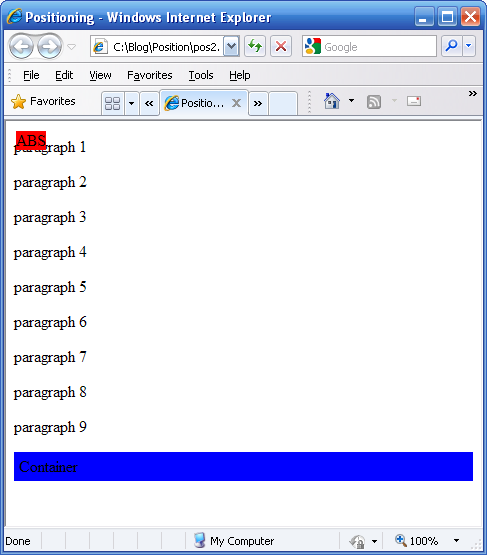 Positioning - Windows Internet Explorer
C:\Blog\Position\pos2. Google
File Edit View Favorites Tools Help
Favorites Positio...
ABS
paragraph 1
paragraph 2
paragraph 3
paragraph 4
paragraph 5
paragraph 6
paragraph 7
paragraph 8
paragraph 9
Container
Done My Computer 100%